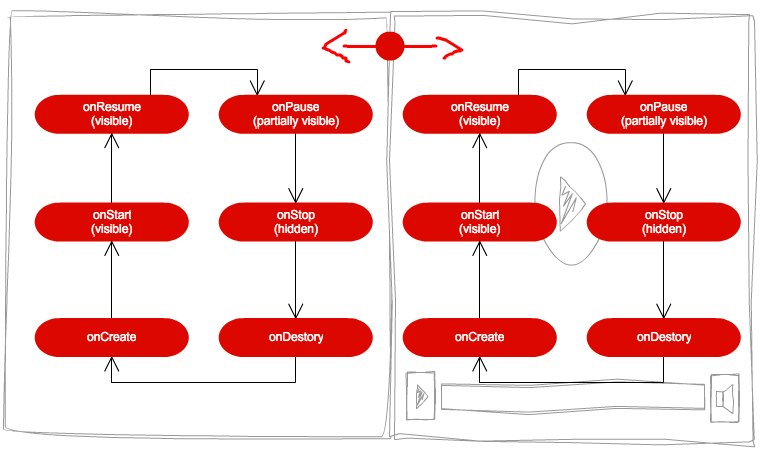 onResume
(visible)
onPause
(partially visible)
onStart
(visible)
onStop
(hidden)
onCreate
onDestory
onResume
(visible)
onPause
(partially visible)
onStart
(visible)
onStop
(hidden)
onCreate
onDestory